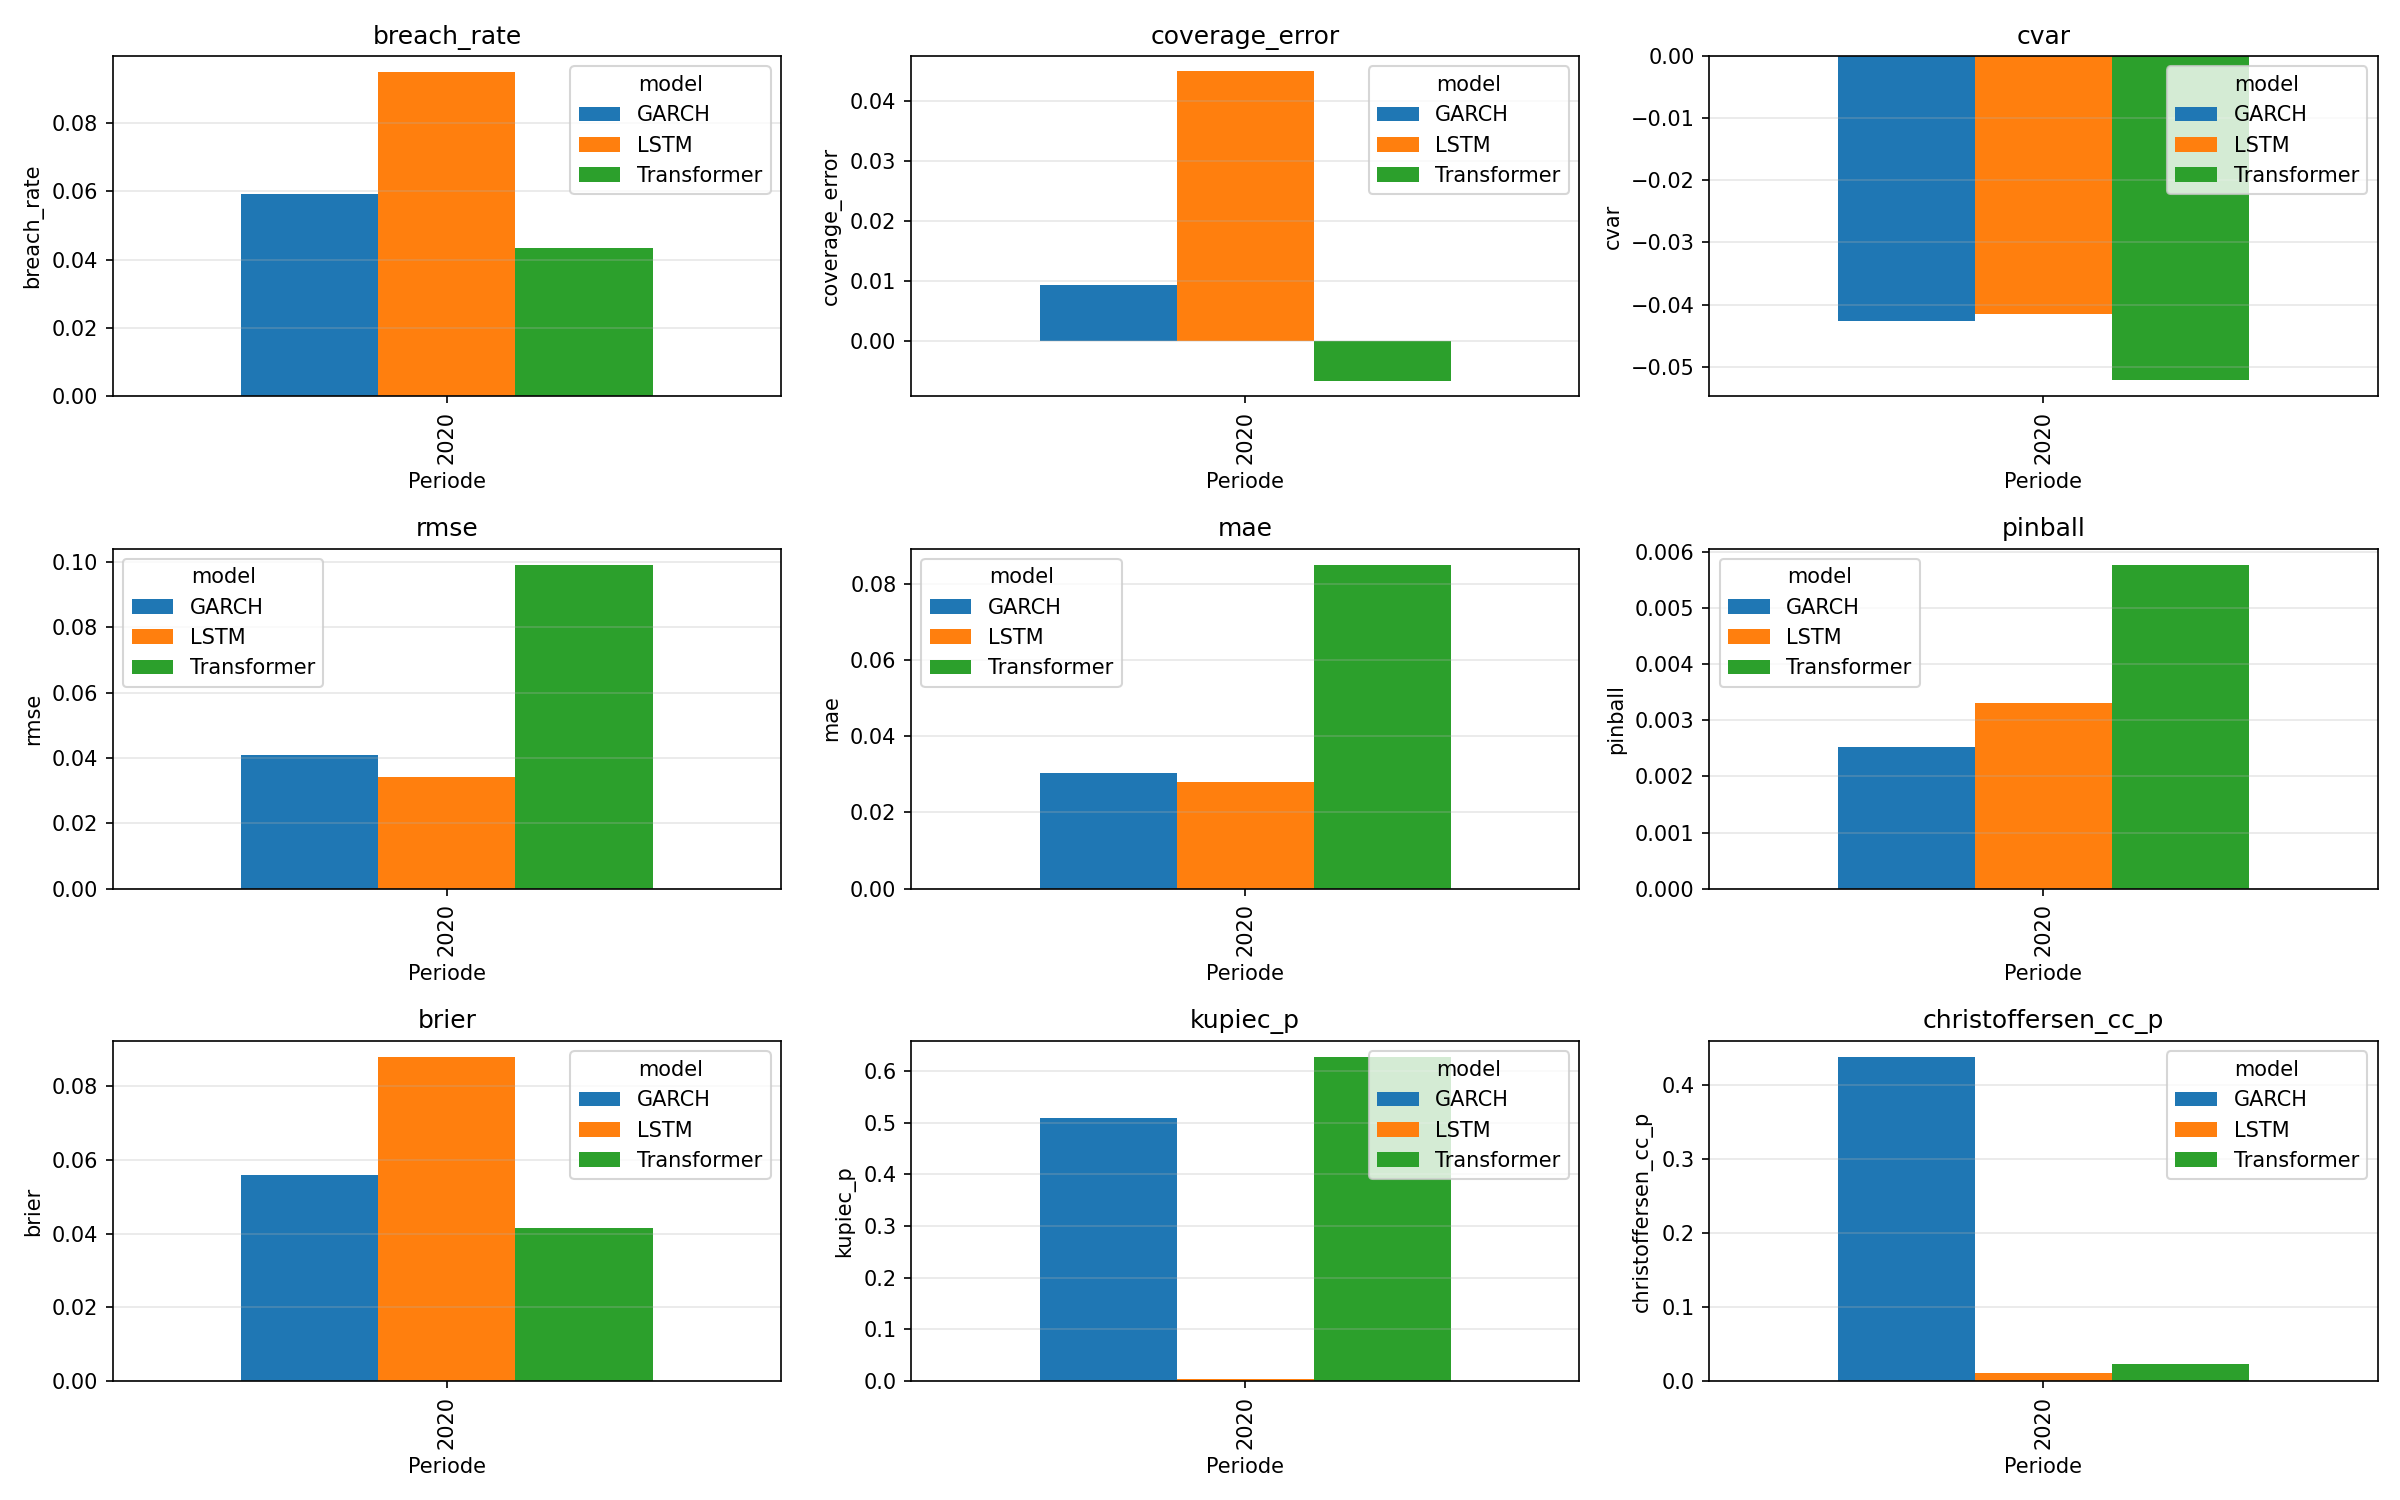 breach_rate
breach_rate
0.08
0.06
0.04
0.02
0.00
model
GARCH
LSTM
Transformer
2020
Periode
coverage_error
coverage_error
0.04
0.03
0.02
0.01
0.00
model
GARCH
LSTM
Transformer
2020
Periode
cvar
cvar
0.00
−0.01
−0.02
−0.03
−0.04
−0.05
model
GARCH
LSTM
Transformer
2020
Periode
rmse
rmse
0.10
0.08
0.06
0.04
0.02
0.00
model
GARCH
LSTM
Transformer
2020
Periode
mae
mae
0.08
0.06
0.04
0.02
0.00
model
GARCH
LSTM
Transformer
2020
Periode
pinball
pinball
0.006
0.005
0.004
0.003
0.002
0.001
0.000
model
GARCH
LSTM
Transformer
2020
Periode
brier
brier
0.08
0.06
0.04
0.02
0.00
model
GARCH
LSTM
Transformer
2020
Periode
kupiec_p
kupiec_p
0.6
0.5
0.4
0.3
0.2
0.1
0.0
model
GARCH
LSTM
Transformer
2020
Periode
christoffersen_cc_p
christoffersen_cc_p
0.4
0.3
0.2
0.1
0.0
model
GARCH
LSTM
Transformer
2020
Periode